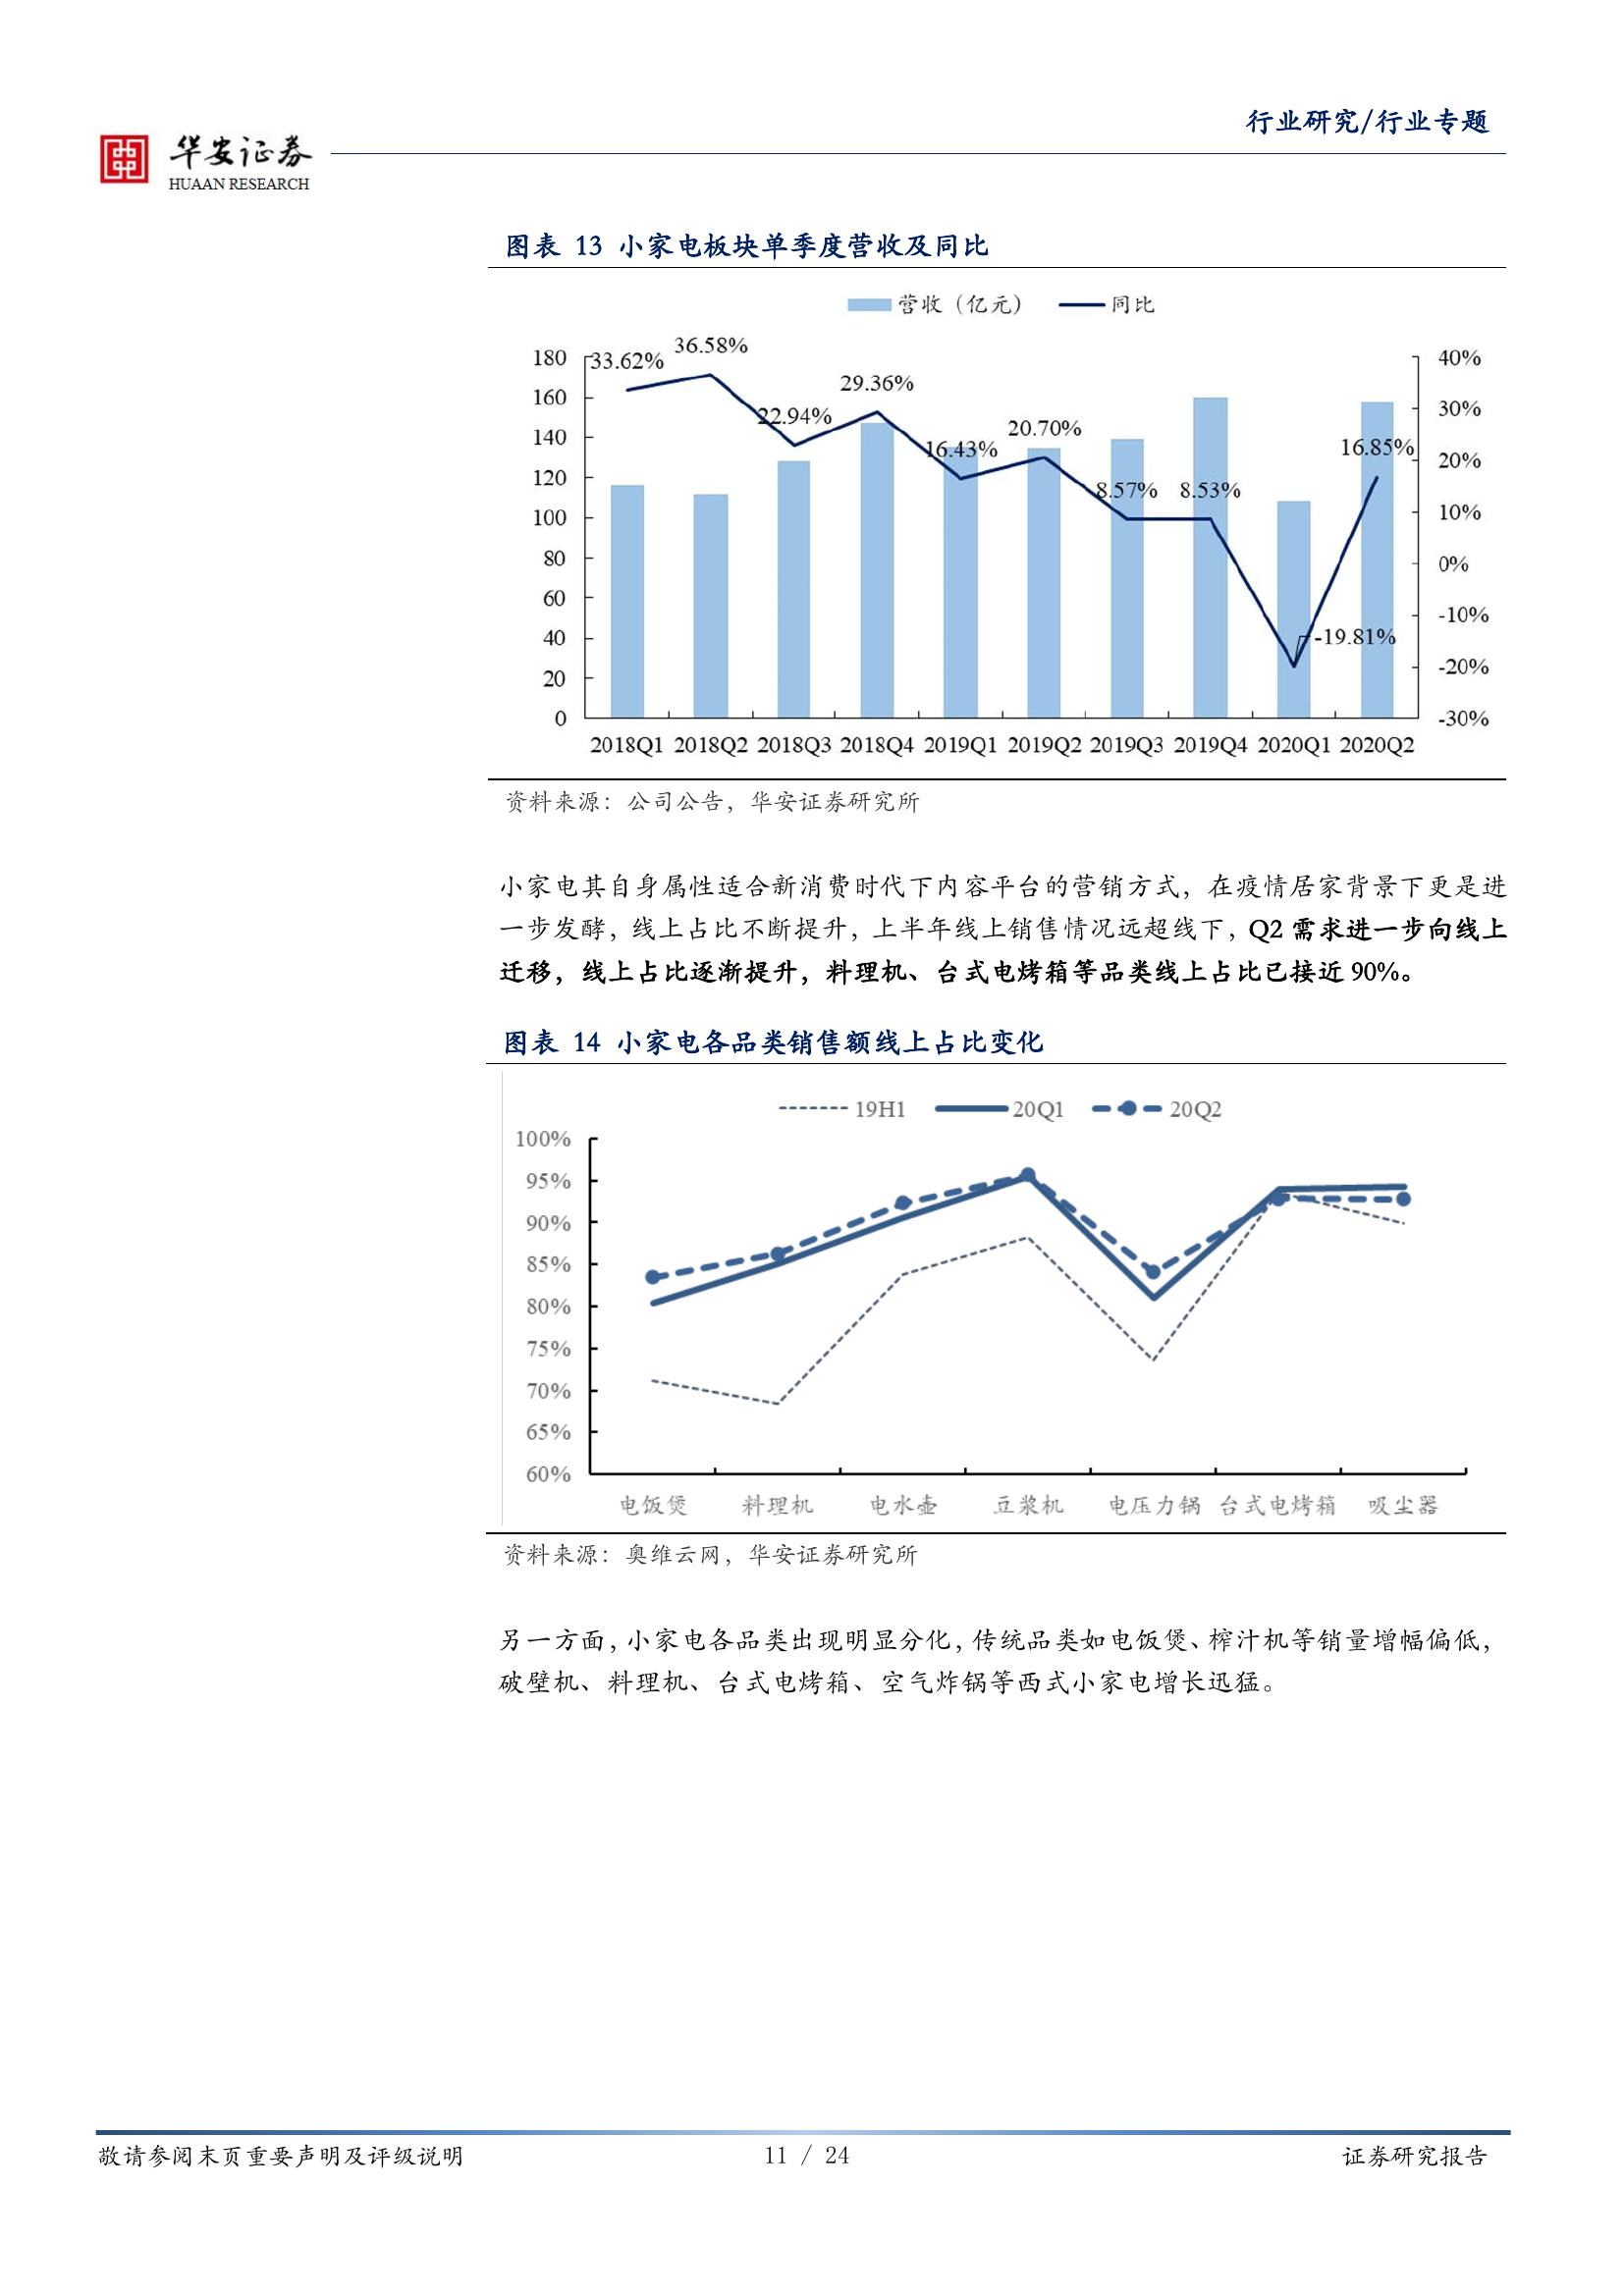 行业研究/行业专题
华安证券
HUAAN RESEARCH
图表 13 小家电板块单季度营收及同比
营收（亿元） 同比
180
160
140
120
100
80
60
40
20
0
33.62% 36.58% 22.94% 29.36% 16.43% 20.70% 8.57% 8.53% -19.81% 16.85%
40%
30%
20%
10%
0%
-10%
-20%
-30%
2018Q1 2018Q2 2018Q3 2018Q4 2019Q1 2019Q2 2019Q3 2019Q4 2020Q1 2020Q2
资料来源：公司公告，华安证券研究所
小家电其自身属性适合新消费时代下内容平台的营销方式，在疫情居家背景下更是进
一步发酵，线上占比不断提升，上半年线上销售情况远超线下，Q2 需求进一步向线上
迁移，线上占比逐渐提升，料理机、台式电烤箱等品类线上占比已接近 90%。
图表 14 小家电各品类销售额线上占比变化
19H1 20Q1 20Q2
100%
95%
90%
85%
80%
75%
70%
65%
60%
电饭煲 料理机 电水壶 豆浆机 电压力锅 台式电烤箱 吸尘器
资料来源：奥维云网，华安证券研究所
另一方面，小家电各品类出现明显分化，传统品类如电饭煲、榨汁机等销量增幅偏低，
破壁机、料理机、台式电烤箱、空气炸锅等西式小家电增长迅猛。
敬请参阅末页重要声明及评级说明 11 / 24 证券研究报告